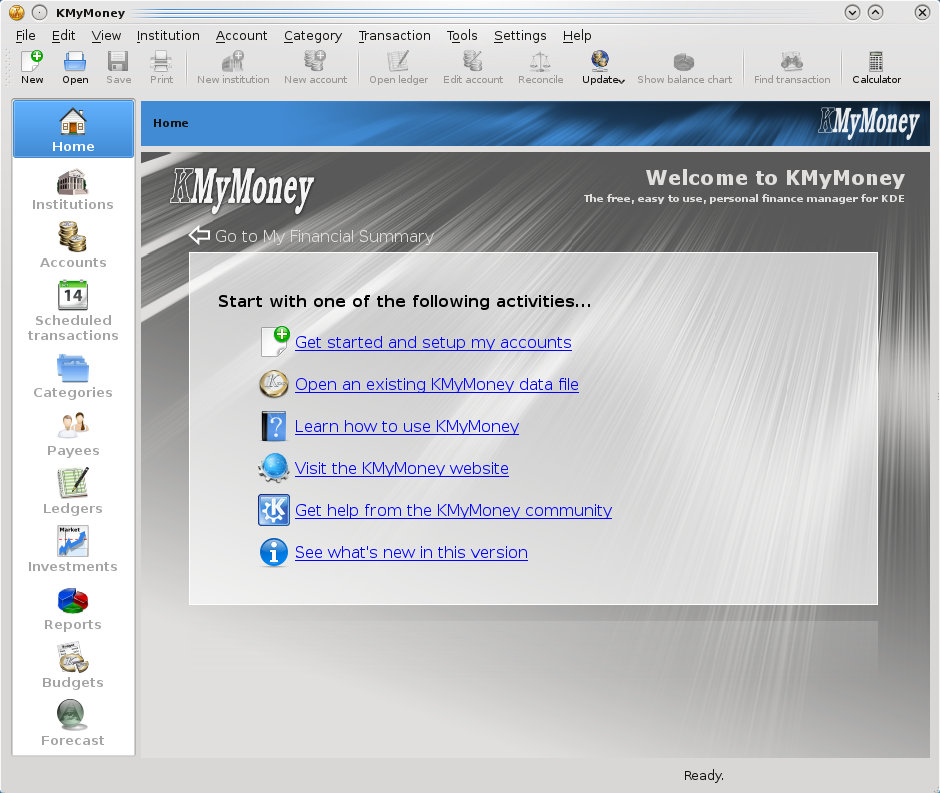 KMyMoney
File Edit View Institution Account Category Transaction Tools Settings Help
New Open Save Print New institution New account Open ledger Edit account Reconcile Update Show balance chart Find transaction Calculator
Home
Institutions
Accounts
14
Scheduled
transactions
Categories
Payees
Ledgers
Market
Investments
Reports
Budgets
Forecast
Home
KMyMoney
KMyMoney
Welcome to KMyMoney
The free, easy to use, personal finance manager for KDE
Go to My Financial Summary
Start with one of the following activities...
Get started and setup my accounts
Open an existing KMyMoney data file
Learn how to use KMyMoney
Visit the KMyMoney website
Get help from the KMyMoney community
See what's new in this version
Ready.